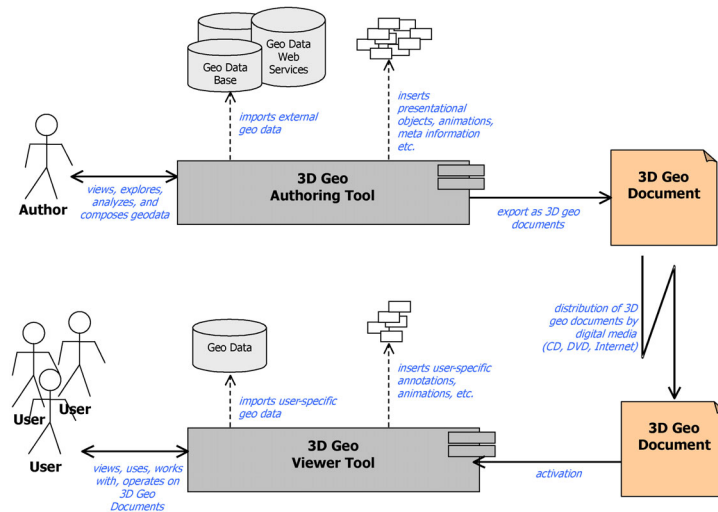 Geo Data
Base
Geo Data
Web
Services
imports external
geo data
inserts
presentational
objects, animations,
meta information
etc.
Author
views, explores,
analyzes, and
composes geodata
3D Geo
Authoring Tool
export as 3D geo
documents
3D Geo
Document
distribution of 3D
geo documents by
digital media
(CD, DVD, Internet)
Geo Data
imports user-specific
geo data
inserts user-specific
annotations,
animations, etc.
User
User
User
views, uses, works
with, operates on
3D Geo
Documents
3D Geo
Viewer Tool
activation
3D Geo
Document